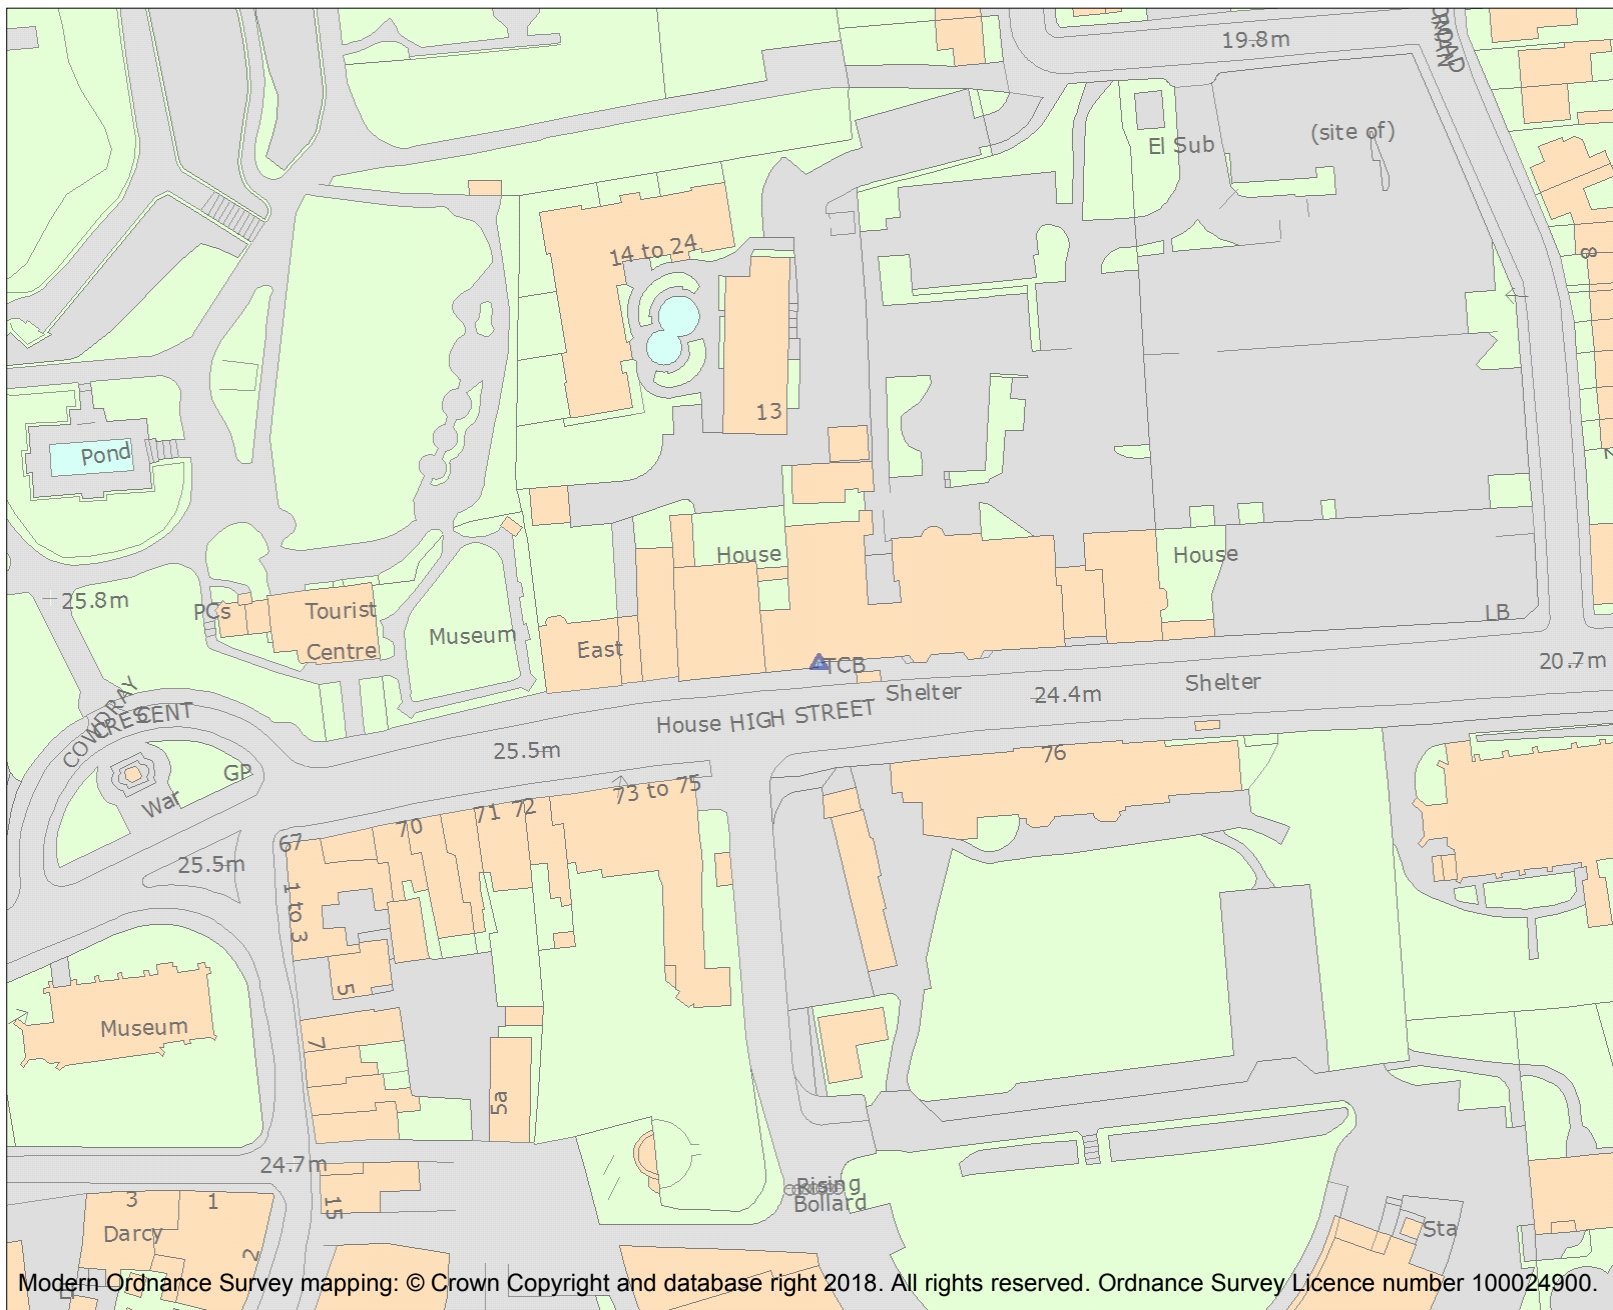 19.8m
ROAD
El Sub
(site of)
14 to 24
8
13
Pond
House
House
25.8m
PCs
Tourist
Centre
Museum
East
LB
TCB
20.7m
Shelter
24.4m
Shelter
COWDRAY
CRESCENT
House HIGH STREET
25.5m
76
GP
War
73 to 75
71
72
70
67
25.5m
1 to 3
5
Museum
7
5a
24.7m
Rising
Bollard
3
1
15
Darcy
2
Sta
Modern Ordnance Survey mapping: © Crown Copyright and database right 2018. All rights reserved. Ordnance Survey Licence number 100024900.